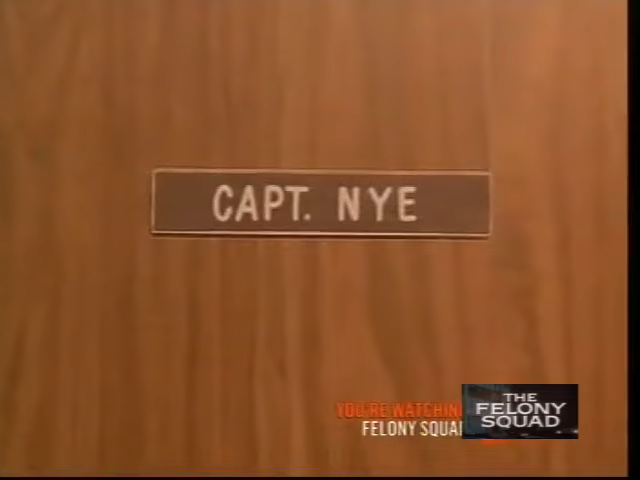 CAPT. NYE
YOU'RE WATCHIN
FELONY SQUA
THE
FELONY
SQUAD